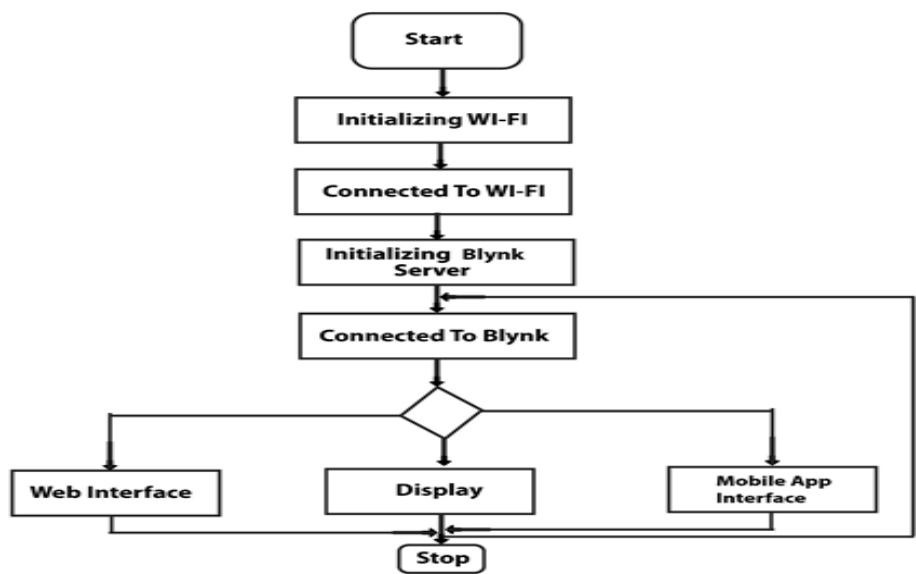 Start
Initializing WI-FI
Connected To WI-FI
Initializing Blynk
Server
Connected To Blynk
Web Interface
Display
Mobile App
Interface
Stop